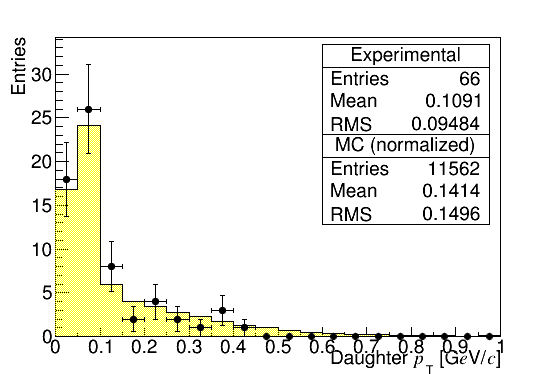 Entries
30
25
20
15
10
5
0
Experimental
Entries 66
Mean 0.1091
RMS 0.09484
MC (normalized)
Entries 11562
Mean 0.1414
RMS 0.1496
0 0.1 0.2 0.3 0.4 0.5 0.6 0.7 0.8 0.9 1
Daughter p_T [GeV/c]